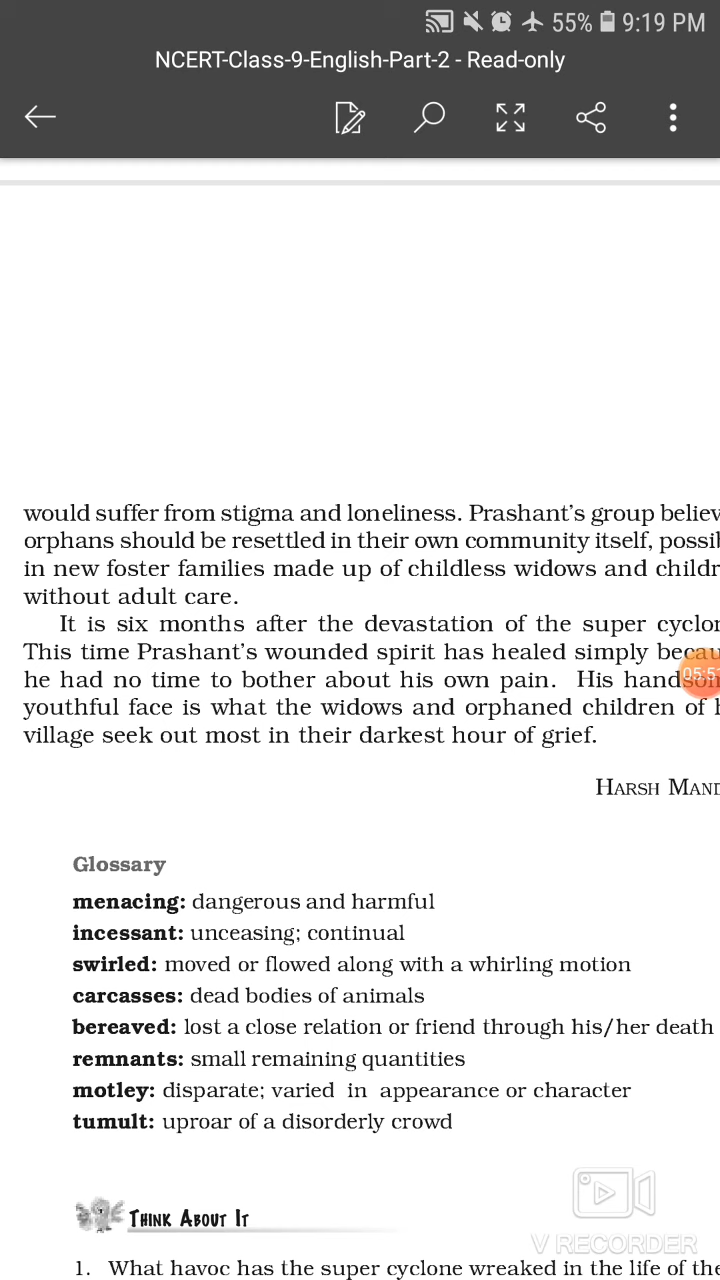 55% 9:19 PM
NCERT-Class-9-English-Part-2 - Read-only
would suffer from stigma and loneliness. Prashant's group believ
orphans should be resettled in their own community itself, possib
in new foster families made up of childless widows and childr
without adult care.
It is six months after the devastation of the super cyclon
This time Prashant's wounded spirit has healed simply becau
he had no time to bother about his own pain. His handsom
youthful face is what the widows and orphaned children of h
village seek out most in their darkest hour of grief.
05:5
HARSH MAND
Glossary
menacing: dangerous and harmful
incessant: unceasing; continual
swirled: moved or flowed along with a whirling motion
carcasses: dead bodies of animals
bereaved: lost a close relation or friend through his/her death
remnants: small remaining quantities
motley: disparate; varied in appearance or character
tumult: uproar of a disorderly crowd
THINK ABOUT IT
V RECORDER
1. What havoc has the super cyclone wreaked in the life of the